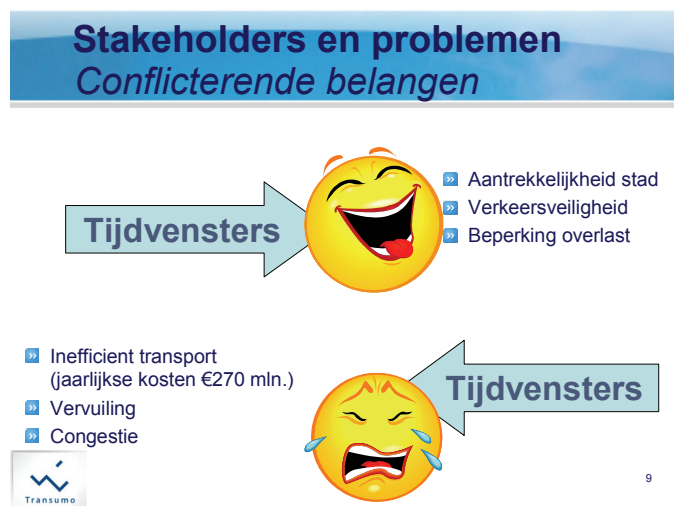 Stakeholders en problemen
Conflicterende belangen
Tijdvensters
Aantrekkelijkheid stad
Verkeersveiligheid
Beperking overlast
Inefficient transport
(jaarlijkse kosten €270 mln.)
Vervuiling
Congestie
Tijdvensters
Transumo
9